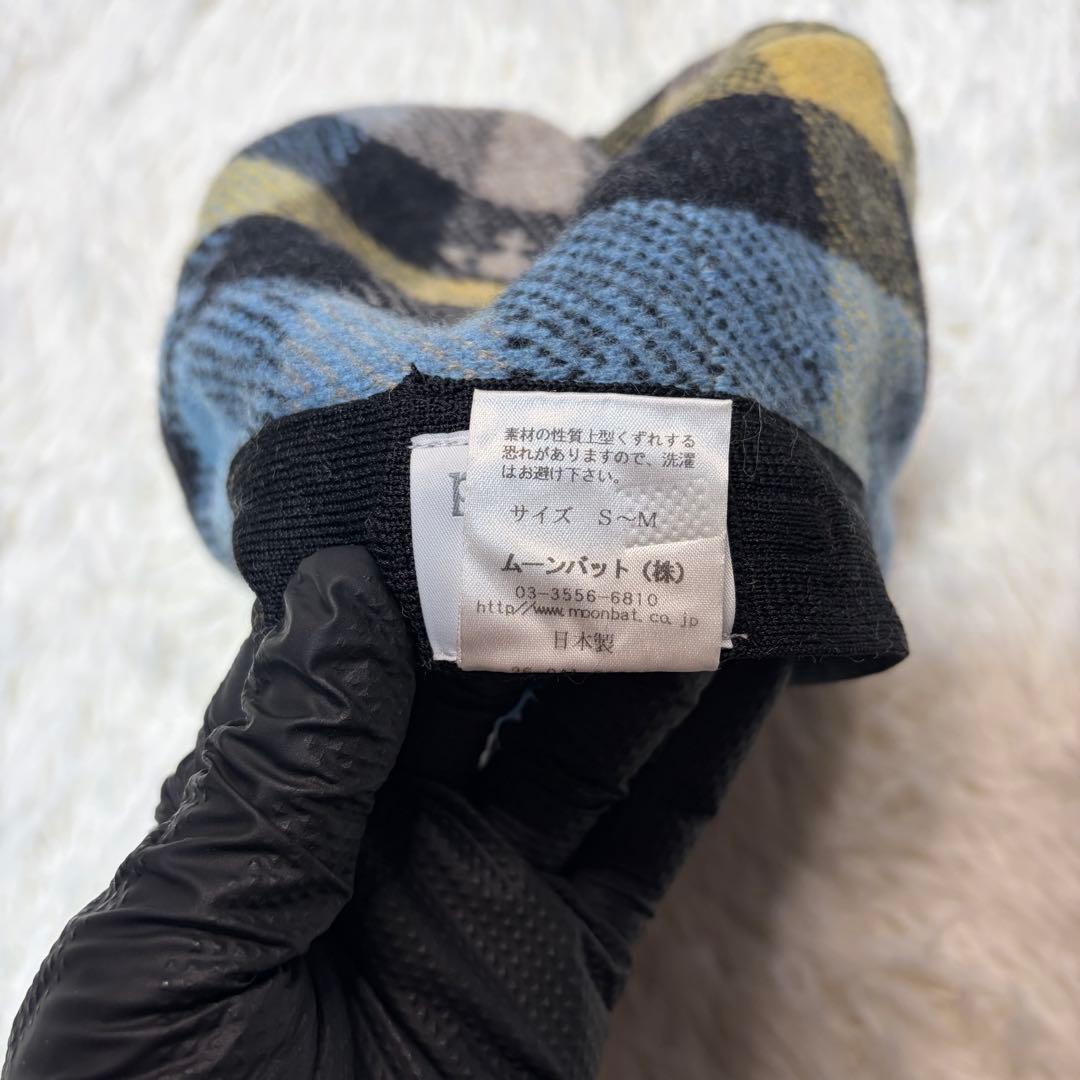 素材の性質上型くずれする
恐れがありますので、洗濯
はお避け下さい。
サイズ S～M
ムーンバット（株）
03-3556-6810
http//www.moonbat.co.jp
日本製